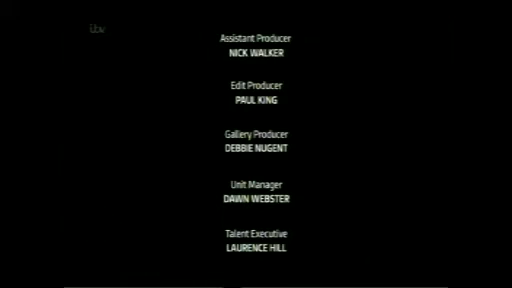 itv
Assistant Producer
NICK WALKER
Edit Producer
PAUL KING
Gallery Producer
DEBBIE NUGENT
Unit Manager
DAWN WEBSTER
Talent Executive
LAURENCE HILL